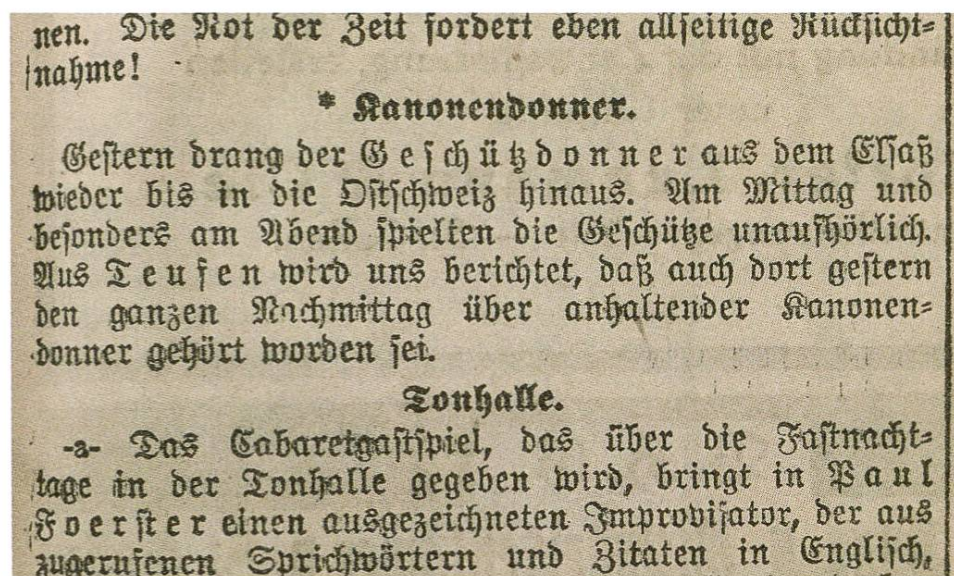 nen. Die Not der Zeit fordert eben allseitige Rücksicht-
nahme!
* Kanonendonner.
Gestern drang der Geschützdonner aus dem Elsaß
wieder bis in die Ostschweiz hinaus. Am Mittag und
besonders am Abend spielten die Geschütze unaufhörlich.
Aus Teufen wird uns berichtet, daß auch dort gestern
den ganzen Nachmittag über anhaltender Kanonen-
donner gehört worden sei.
Tonhalle.
-a- Das Cabaretgastspiel, das über die Fastnacht-
tage in der Tonhalle gegeben wird, bringt in Paul
Foerster einen ausgezeichneten Improvisator, der aus
zugerufenen Sprichwörtern und Zitaten in Englisch,